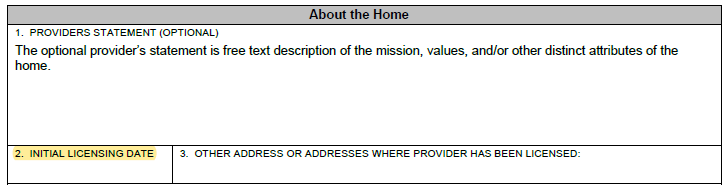 About the Home
1. PROVIDERS STATEMENT (OPTIONAL)
The optional provider's statement is free text description of the mission, values, and/or other distinct attributes of the
home.
2. INITIAL LICENSING DATE
3. OTHER ADDRESS OR ADDRESSES WHERE PROVIDER HAS BEEN LICENSED: